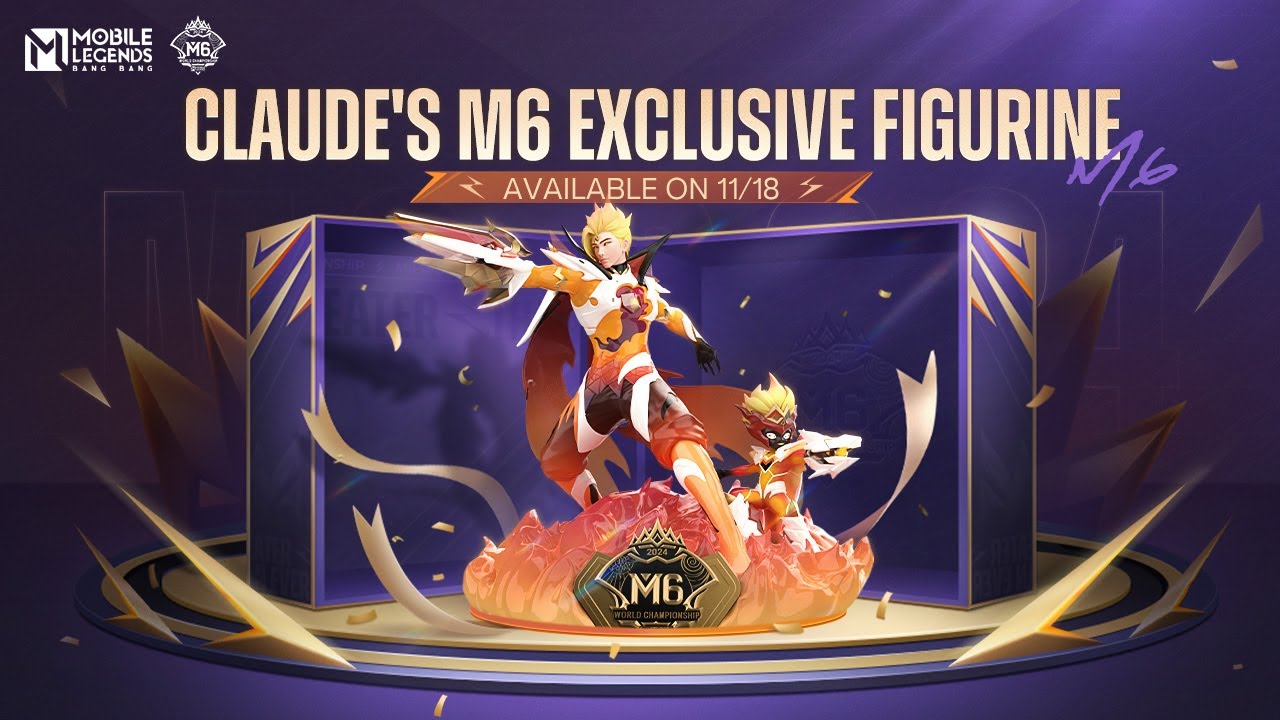 MOBILE
LEGENDS
BANG BANG
M6
WORLD CHAMPIONSHIP
CLAUDE'S M6 EXCLUSIVE FIGURINE
M6
AVAILABLE ON 11/18
M6
2024
M6
WORLD CHAMPIONSHIP